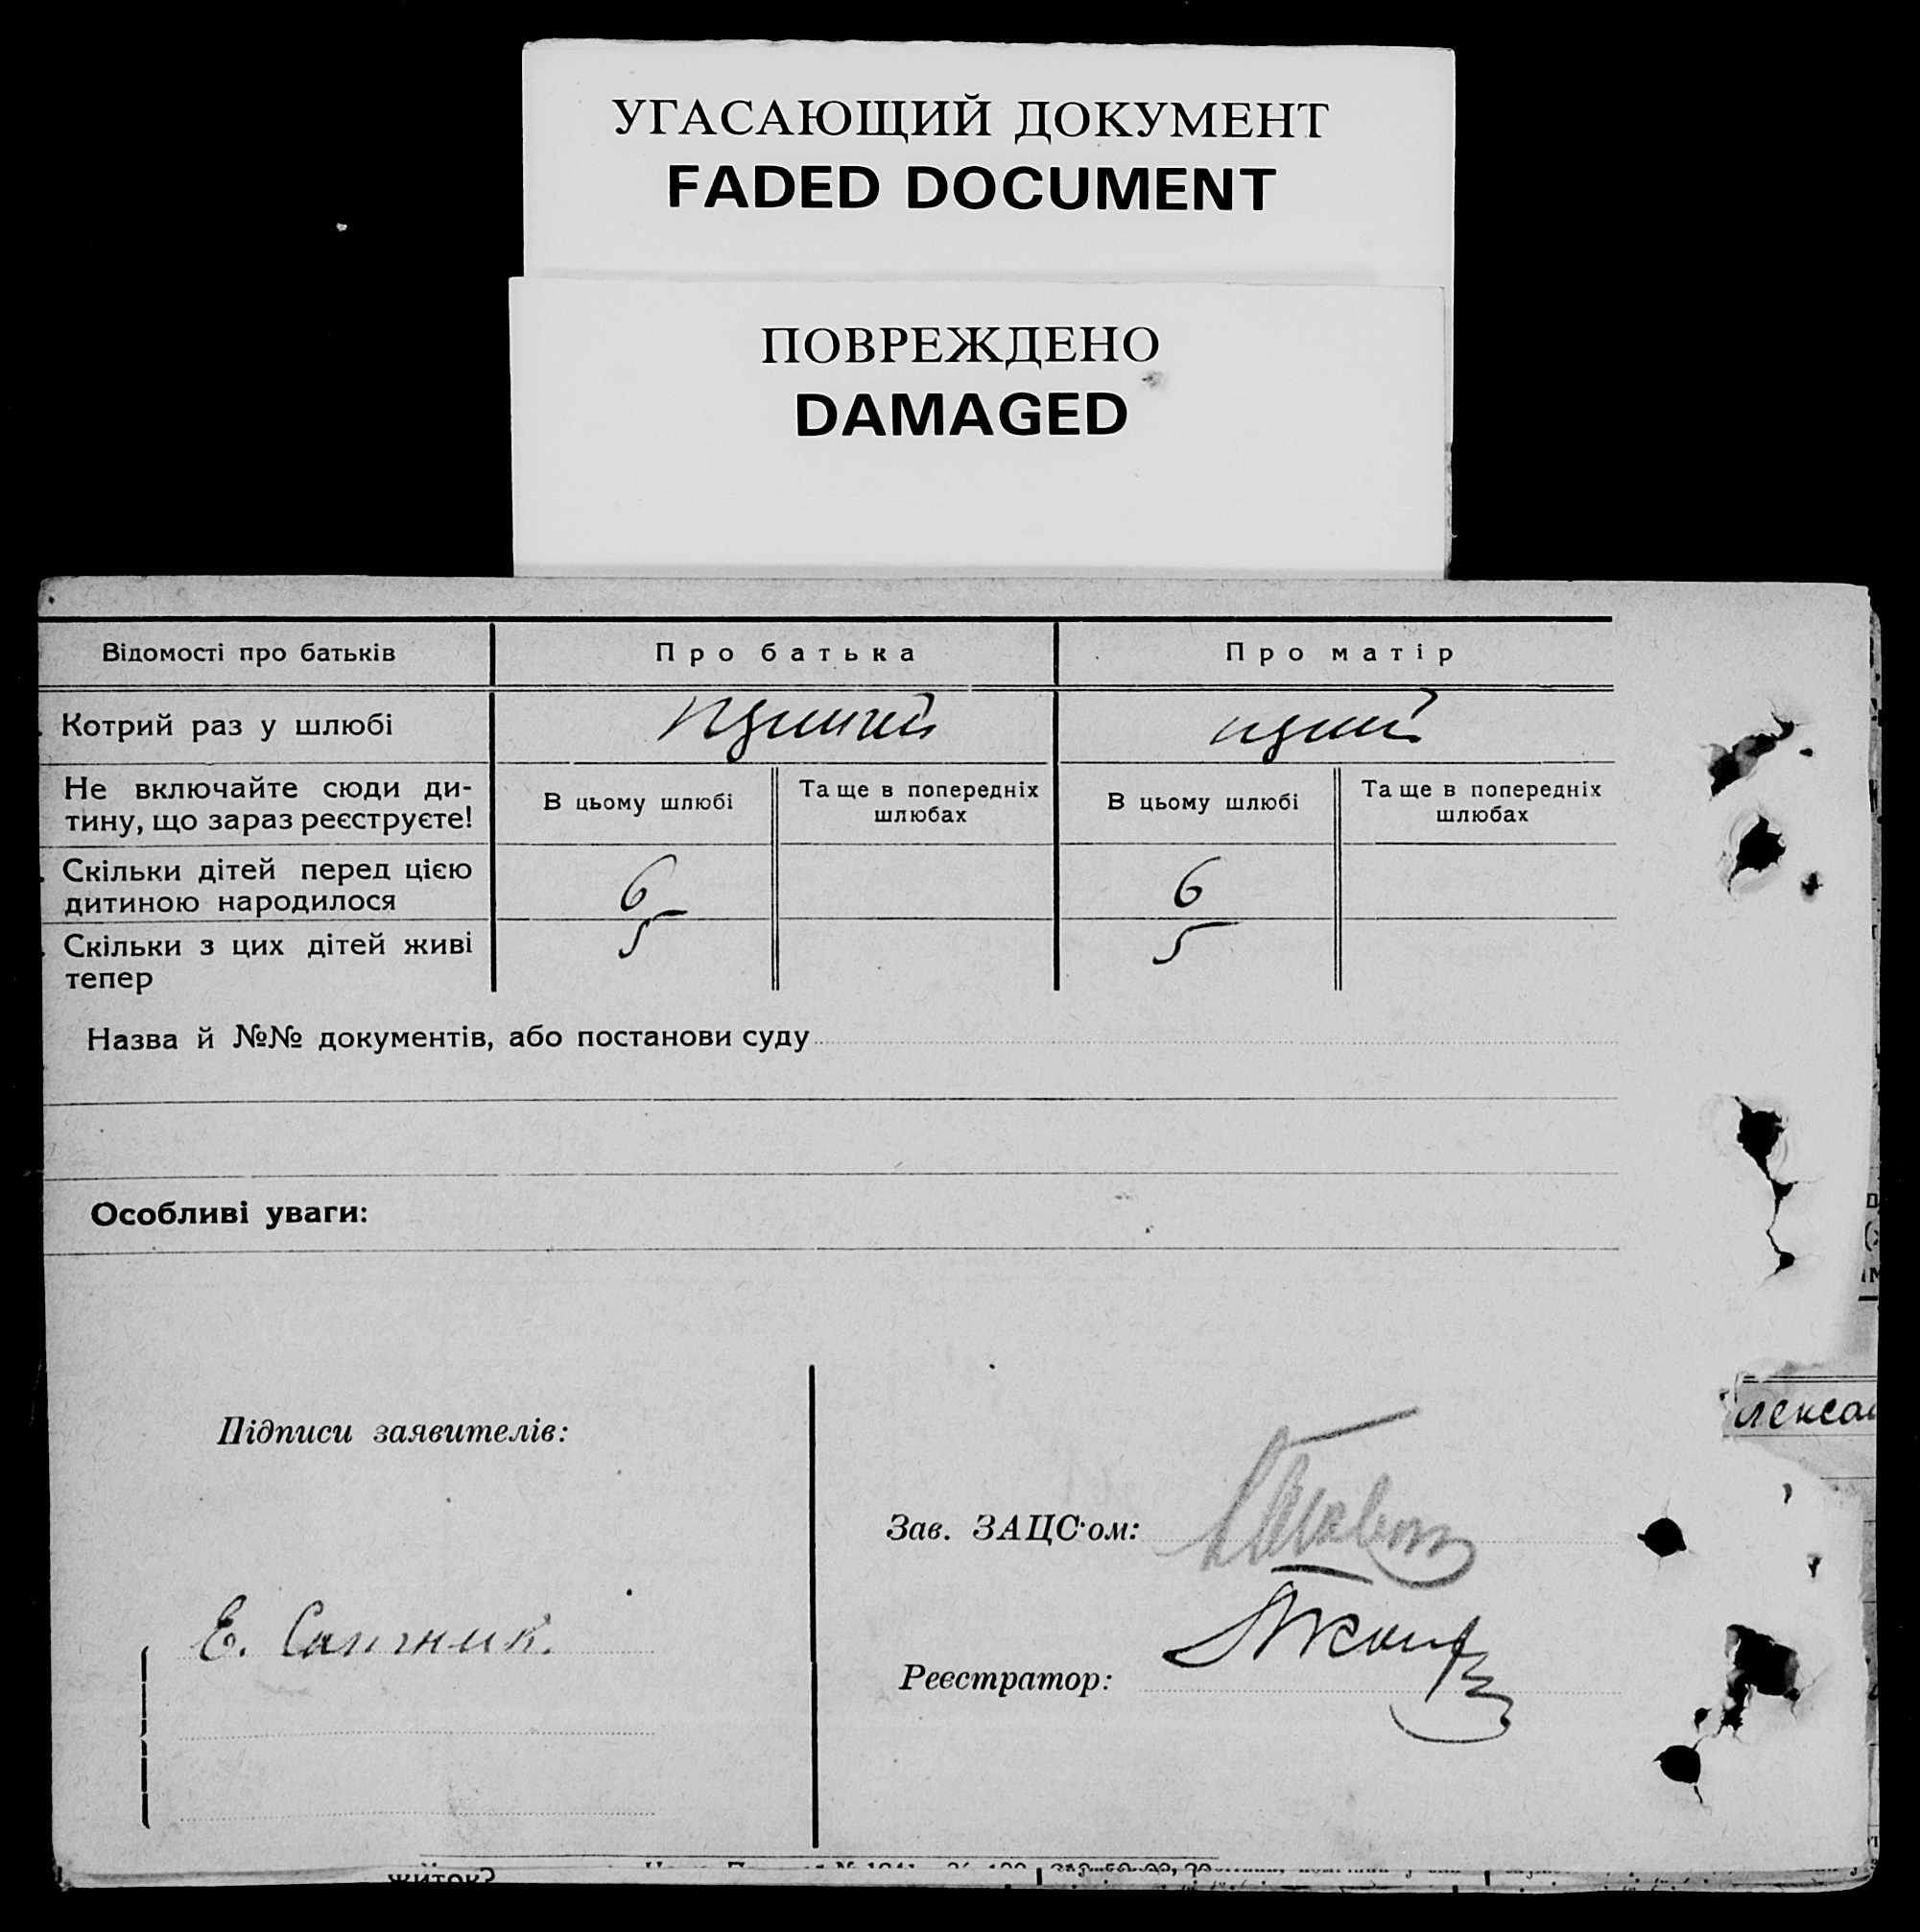 УГАСАЮЩИЙ ДОКУМЕНТ
FADED DOCUMENT
ПОВРЕЖДЕНО
DAMAGED
Відомості про батьків Про батька Про матір
Котрий раз у шлюбі
Не включайте сюди ди-
тину, що зараз реєструєте!
В цьому шлюбі Та ще в попередніх
шлюбах
В цьому шлюбі Та ще в попередніх
шлюбах
Скільки дітей перед цією
дитиною народилося 6 6
Скільки з цих дітей живі
тепер 5 5
Назва й №№ документів, або постанови суду
Особливі уваги:
Підписи заявителів:
Е.
Зав. ЗАЦС'ом:
Реєстратор: